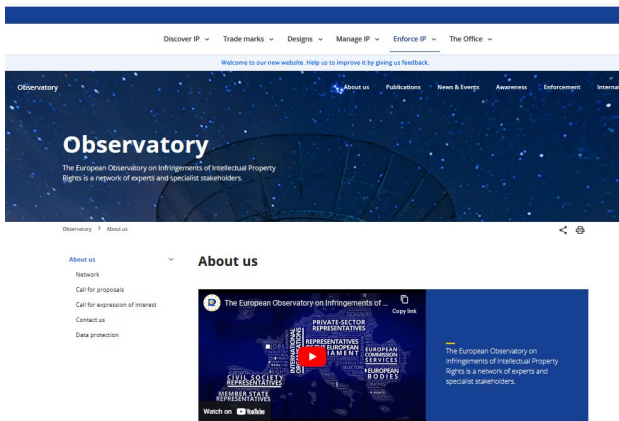 Discover IP
Trade marks
Designs
Manage IP
Enforce IP
The Office
Welcome to our new website. Help us to improve it by giving us feedback.
Observatory
About us
Publications
News & Events
Awareness
Enforcement
Internat
Observatory
The European Observatory on Infringements of Intellectual Property
Rights is a network of experts and specialist stakeholders.
Observatory > About us
About us
Network
Call for proposals
Call for expression of interest
Contact us
Data protection
About us
The European Observatory on Infringements of ...
Copy link
PRIVATE-SECTOR
REPRESENTATIVES
INTERNATIONAL
REPRESENTATIVES
EUROPEAN
COMMISSION
SERVICES
EUROPEAN
BODIES
CIVIL SOCIETY
REPRESENTATIVES
MEMBER STATE
REPRESENTATIVES
Watch on YouTube
The European Observatory on
Infringements of Intellectual Property
Rights is a network of experts and
specialist stakeholders.